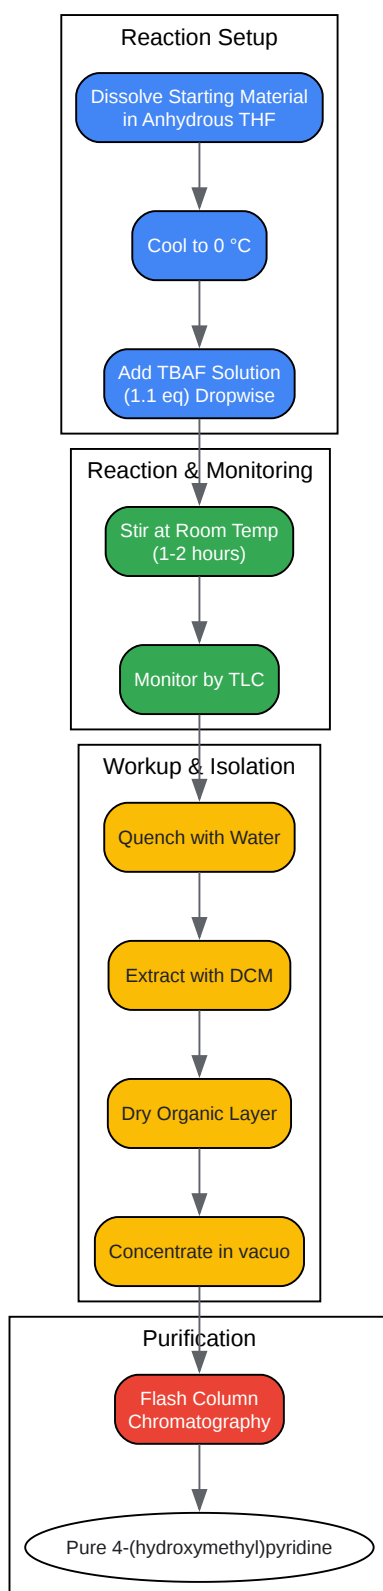 Reaction Setup
Dissolve Starting Material
in Anhydrous THF
Cool to 0 °C
Add TBAF Solution
(1.1 eq) Dropwise
Reaction & Monitoring
Stir at Room Temp
(1-2 hours)
Monitor by TLC
Workup & Isolation
Quench with Water
Extract with DCM
Dry Organic Layer
Concentrate in vacuo
Purification
Flash Column
Chromatography
Pure 4-(hydroxymethyl)pyridine